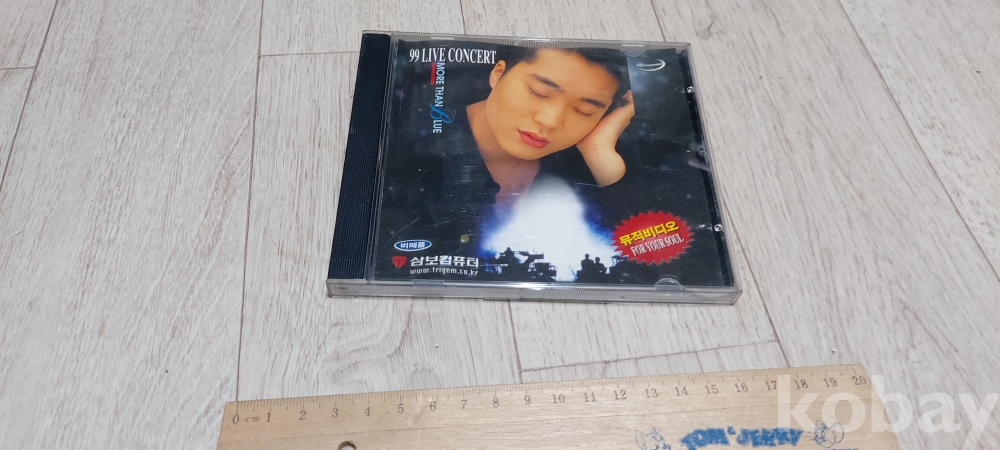 99 LIVE CONCERT
MORE THAN BLUE
비매품
삼보컴퓨터
www.trigem.co.kr
뮤직비디오
FOR YOUR SOUL
0 cm 1 2 3 4 5 6 7 8 9 10 11 12 13 14 15 16 17 18 19 20
TOM & JERRY
kobay